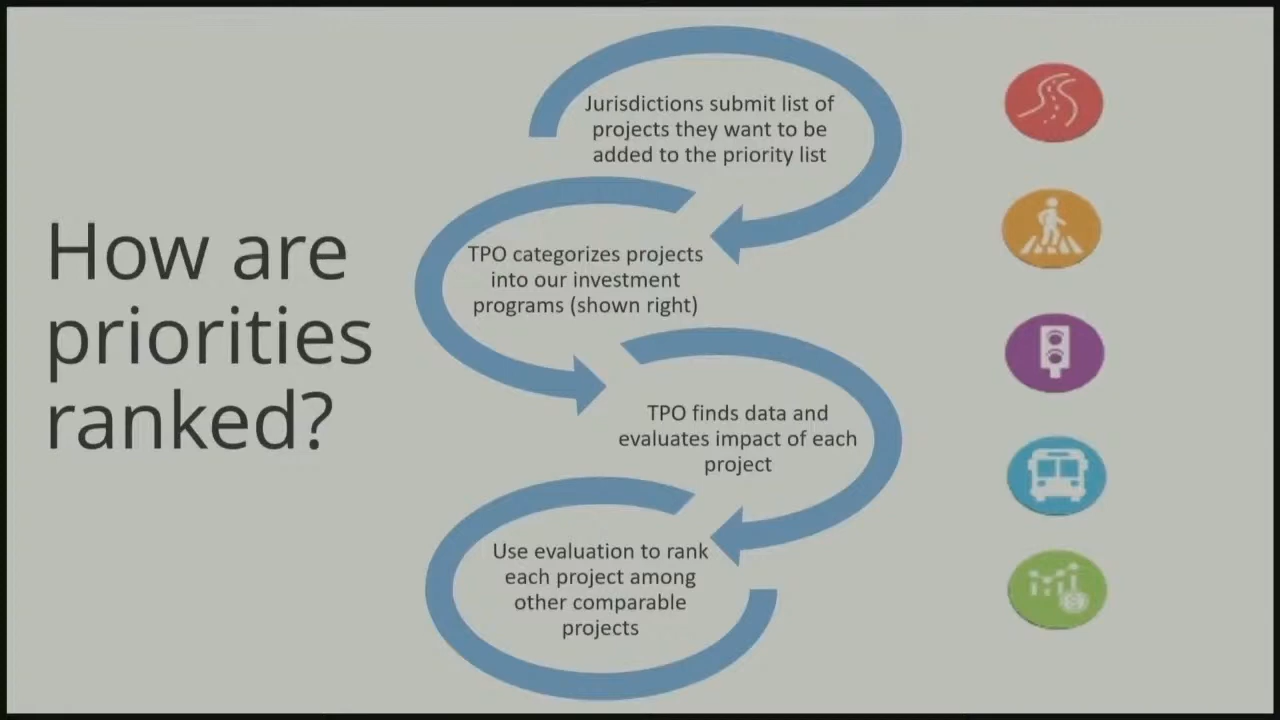 How are
priorities
ranked?
Jurisdictions submit list of
projects they want to be
added to the priority list
TPO categorizes projects
into our investment
programs (shown right)
TPO finds data and
evaluates impact of each
project
Use evaluation to rank
each project among
other comparable
projects